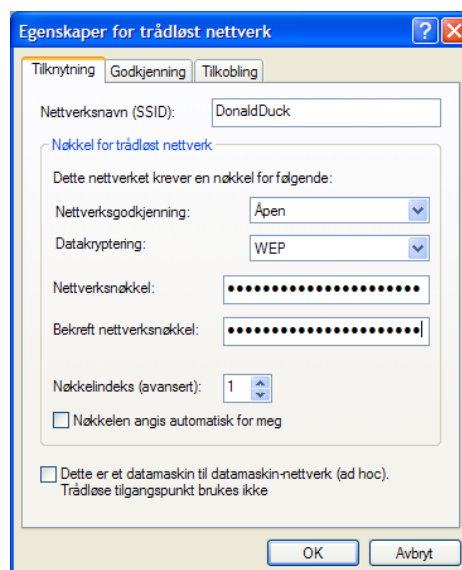 Egenskaper for trådløst nettverk
Tilknytning Godkjenning Tilkobling
Nettverksnavn (SSID): DonaldDuck
Nøkkel for trådløst nettverk
Dette nettverket krever en nøkkel for følgende:
Nettverksgodkjenning: Åpen
Datakryptering: WEP
Nettverksnøkkel: ●●●●●●●●●●●●●●●●●●●●●●
Bekreft nettverksnøkkel: ●●●●●●●●●●●●●●●●●●●●●●
Nøkkelindeks (avansert): 1
Nøkkelen angis automatisk for meg
Dette er et datamaskin til datamaskin-nettverk (ad hoc).
Trådløse tilgangspunkt brukes ikke
OK Avbryt